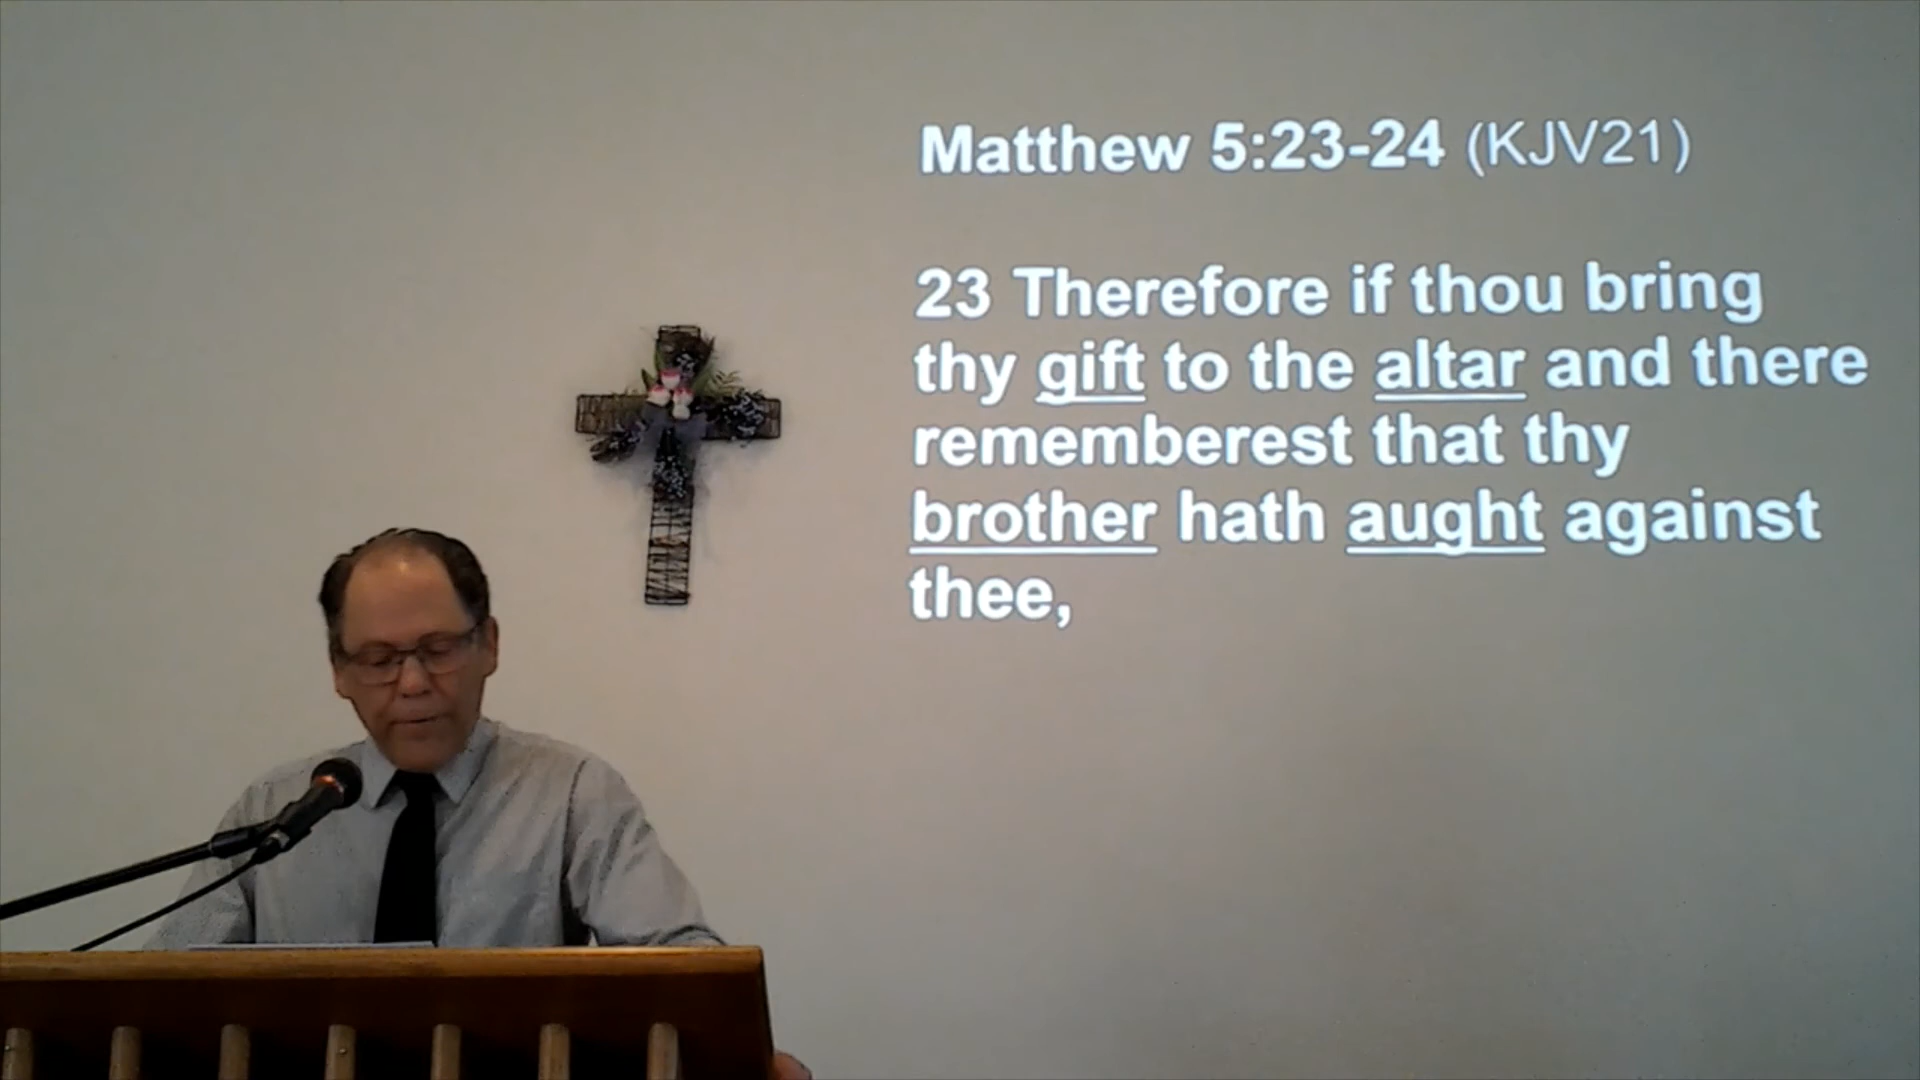 Matthew 5:23-24 (KJV21)
23 Therefore if thou bring
thy gift to the altar and there
rememberest that thy
brother hath aught against
thee,